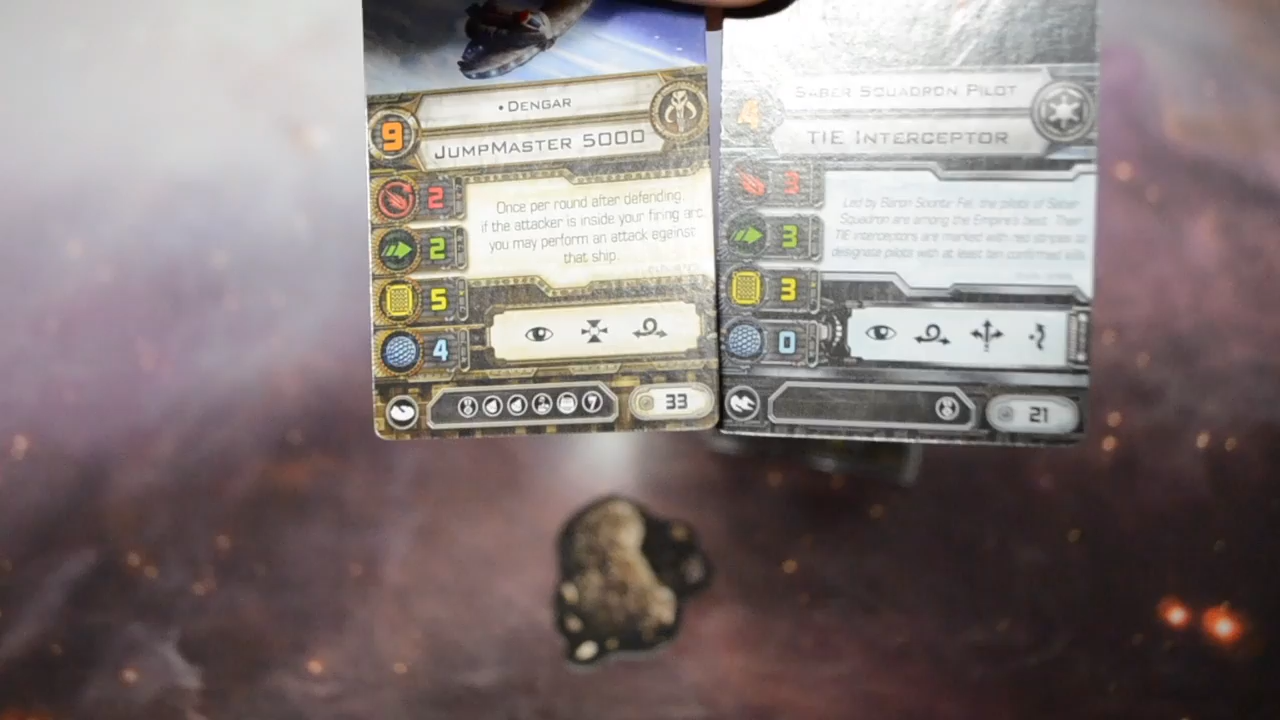 • DENGAR
9
JUMPMASTER 5000
2
2
5
4
Once per round after defending,
if the attacker is inside your firing arc,
you may perform an attack against
that ship.
33
SABER SQUADRON PILOT
4
TIE INTERCEPTOR
3
3
3
0
Led by Baron Soontir Fel, the pilots of Saber
Squadron are among the Empire's best. Their
TIE interceptors are marked with red stripes to
designate pilots with at least ten confirmed kills.
21